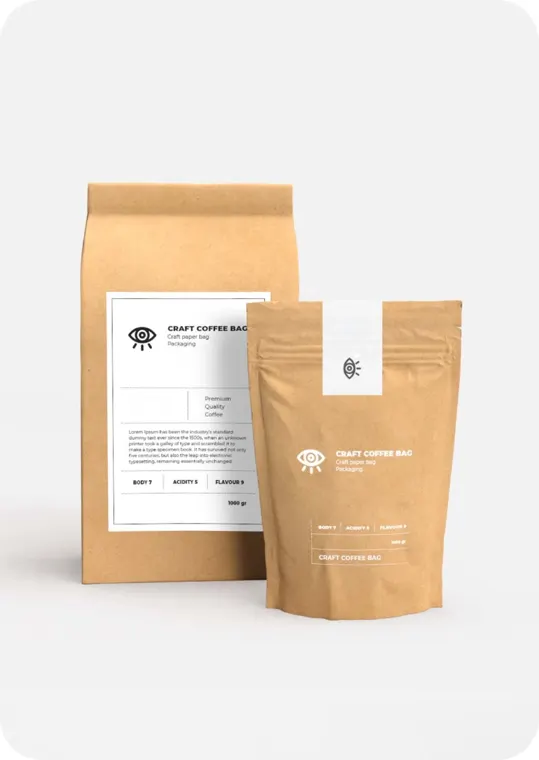 CRAFT COFFEE BAG
Craft paper bag
Packaging
Premium
Quality
Coffee
Lorem Ipsum has been the industry's standard
dummy text ever since the 1500s, when an unknown
printer took a galley of type and scrambled it to
make a type specimen book. It has survived not only
five centuries, but also the leap into electronic
typesetting, remaining essentially unchanged.
BODY 7 ACIDITY 5 FLAVOUR 9
1000 gr
CRAFT COFFEE BAG
Craft paper bag
Packaging
BODY 7 ACIDITY 5 FLAVOUR 9
gr
CRAFT COFFEE BAG